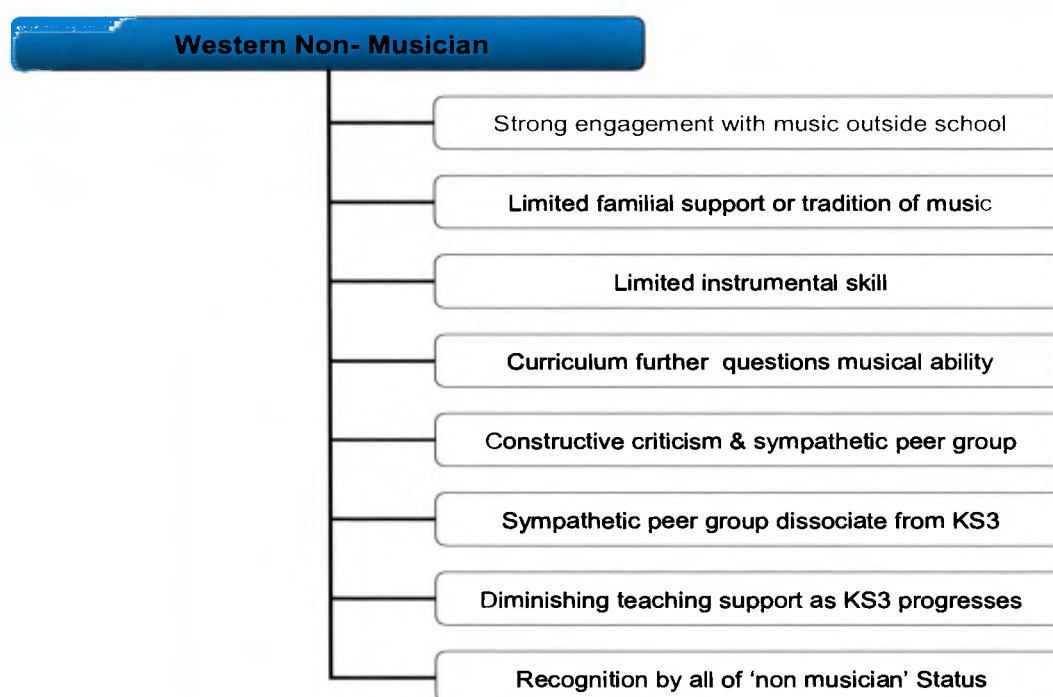 Western Non- Musician
Strong engagement with music outside school
Limited familial support or tradition of music
Limited instrumental skill
Curriculum further questions musical ability
Constructive criticism & sympathetic peer group
Sympathetic peer group dissociate from KS3
Diminishing teaching support as KS3 progresses
Recognition by all of ‘non musician’ Status